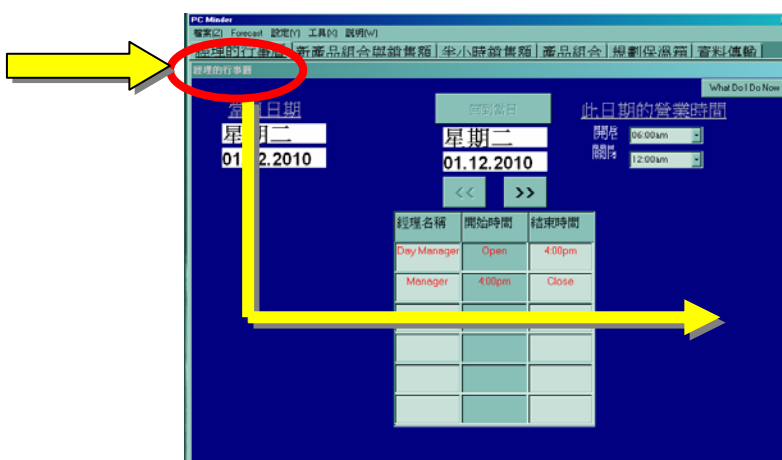 PC Minder
檔案(Z) Forecast 設定(Y) 工具(X) 說明(W)
經理的行事曆 新產品組合與銷售額 半小時銷售額 產品組合 規劃保溫箱 資料傳輸
經理的行事曆
What Do I Do Now
當日日期 回到當日 此日期的營業時間
星期二 星期二 開店 06:00am
01.12.2010 01.12.2010 關門 12:00am
<< >>
經理名稱 開始時間 結束時間
Day Manager Open 4:00pm
Manager 4:00pm Close